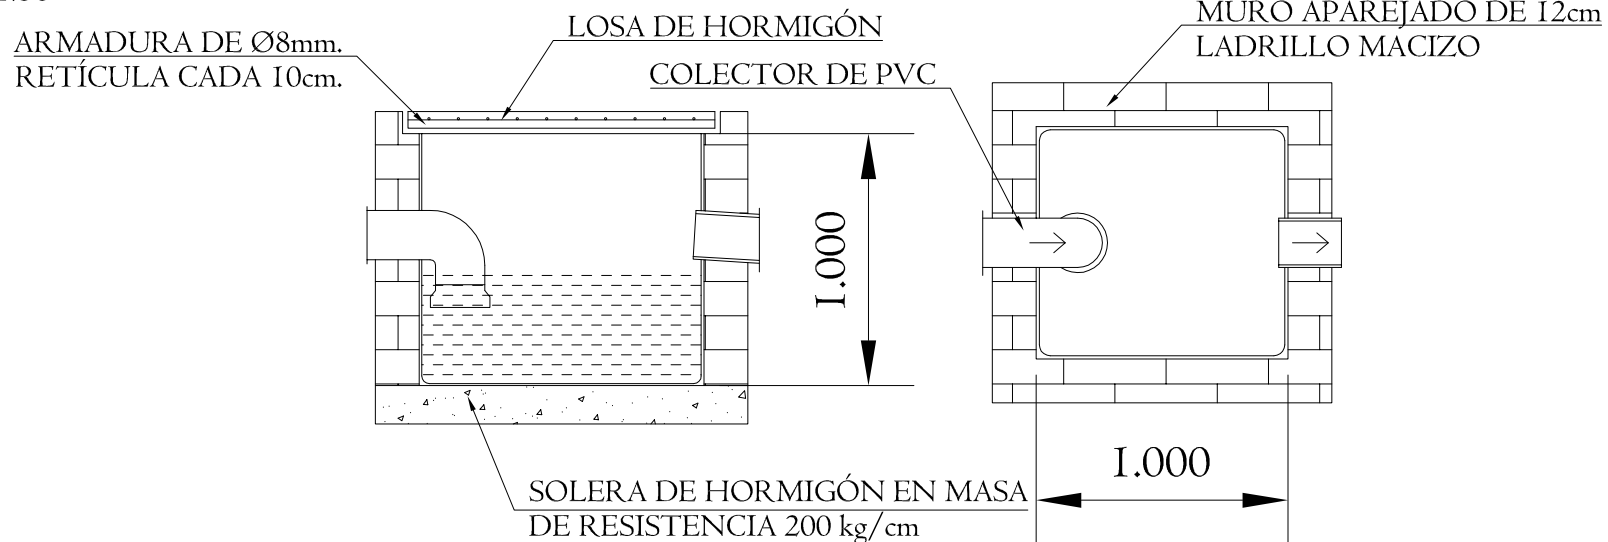 ARMADURA DE Ø8mm.
RETÍCULA CADA 10cm.
LOSA DE HORMIGÓN
COLECTOR DE PVC
MURO APAREJADO DE 12cm
LADRILLO MACIZO
1.000
1.000
SOLERA DE HORMIGÓN EN MASA
DE RESISTENCIA 200 kg/cm